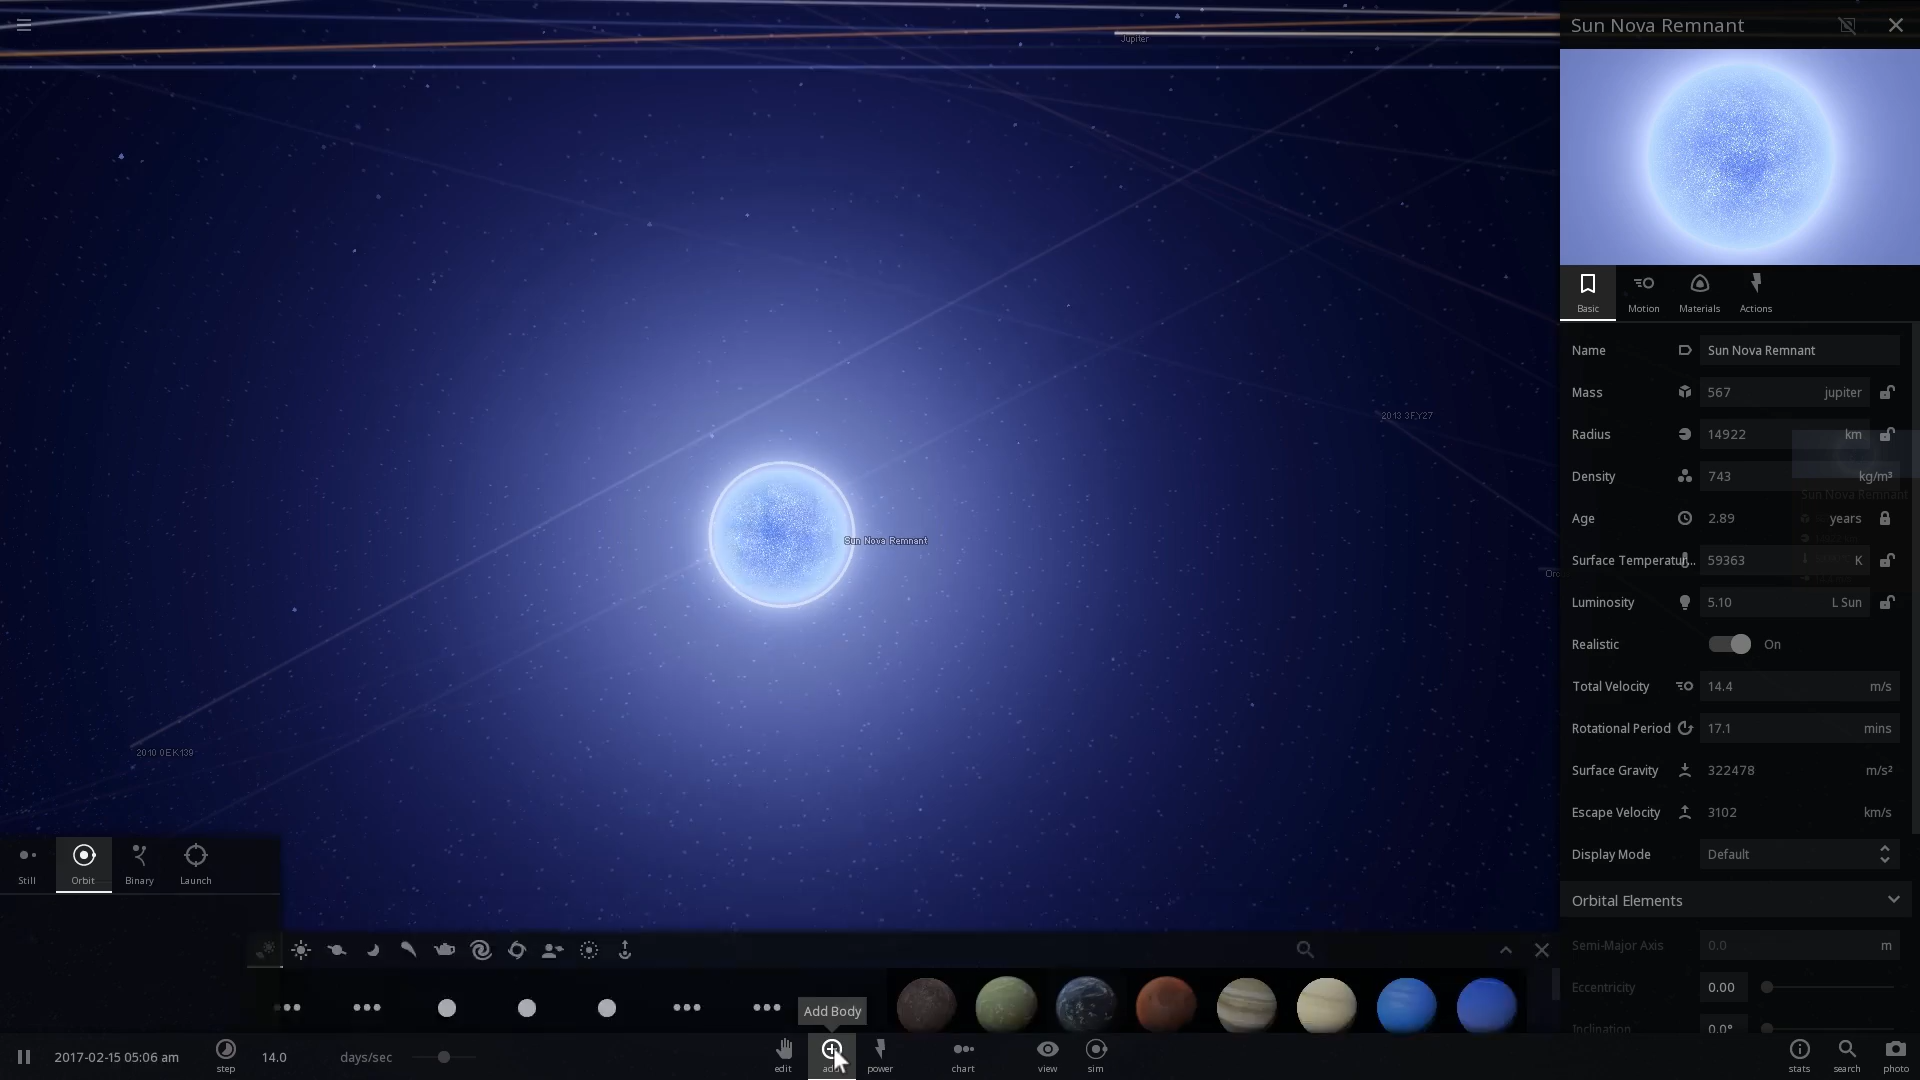 Sun Nova Remnant
Jupiter
Basic
Motion
Materials
Actions
Name
Sun Nova Remnant
Mass
567
jupiter
2013 3FY27
Radius
14922
km
Density
743
kg/m³
Sun Nova Remnant
Age
2.89
years
Sun Nova Remnant
Surface Temperatur...
59363
K
Luminosity
5.10
L Sun
Realistic
On
Total Velocity
14.4
m/s
Rotational Period
17.1
mins
Surface Gravity
322478
m/s²
Escape Velocity
3102
km/s
Display Mode
Default
Still
Orbit
Binary
Launch
Orbital Elements
Semi-Major Axis
0.0
m
Eccentricity
0.00
Inclination
0.0°
Add Body
2017-02-15 05:06 am
step
14.0
days/sec
edit
add
power
chart
view
sim
stats
search
photo